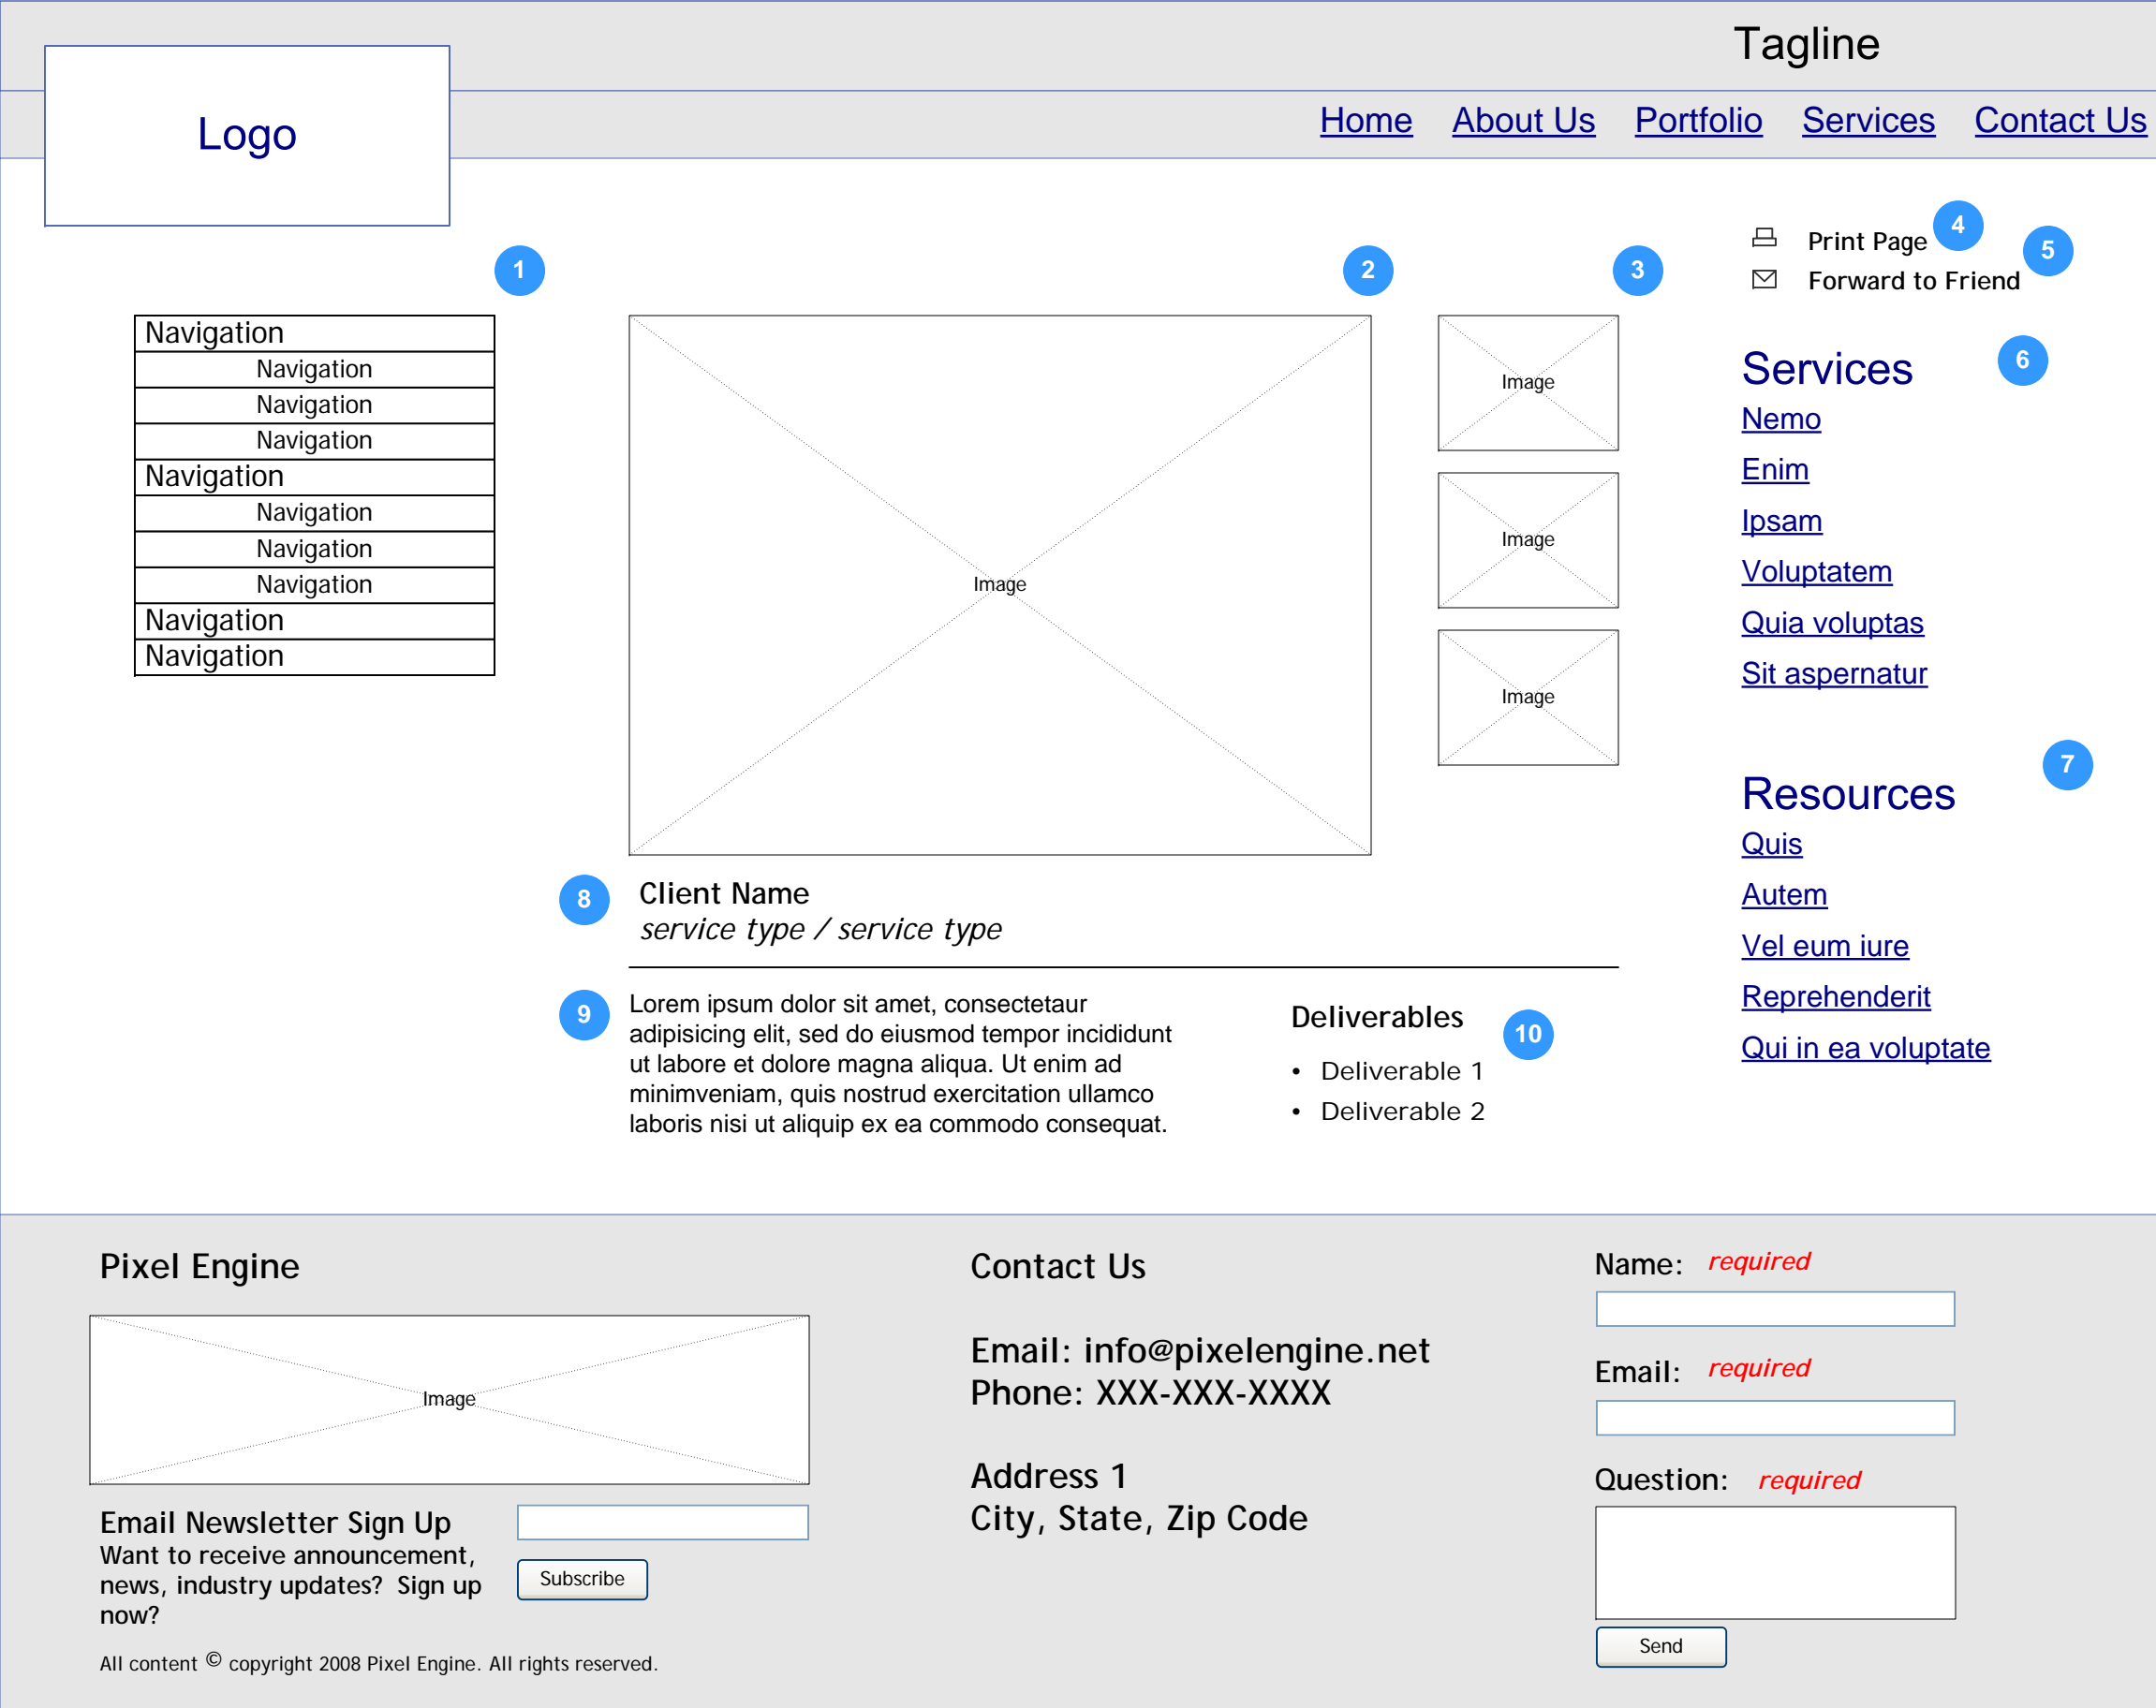 Tagline
Logo
Home About Us Portfolio Services Contact Us
1
2
3
Print Page 4
Forward to Friend 5
Navigation
Navigation
Navigation
Navigation
Navigation
Navigation
Navigation
Navigation
Navigation
Navigation
Image
Image
Image
Image
Services 6
Nemo
Enim
Ipsam
Voluptatem
Quia voluptas
Sit aspernatur
Resources 7
Quis
Autem
Vel eum iure
Reprehenderit
Qui in ea voluptate
8 Client Name
service type / service type
9
Lorem ipsum dolor sit amet, consectetaur
adipisicing elit, sed do eiusmod tempor incididunt
ut labore et dolore magna aliqua. Ut enim ad
minimveniam, quis nostrud exercitation ullamco
laboris nisi ut aliquip ex ea commodo consequat.
Deliverables 10
• Deliverable 1
• Deliverable 2
Pixel Engine
Image
Email Newsletter Sign Up
Want to receive announcement,
news, industry updates? Sign up
now?
Subscribe
All content © copyright 2008 Pixel Engine. All rights reserved.
Contact Us
Email: info@pixelengine.net
Phone: XXX-XXX-XXXX
Address 1
City, State, Zip Code
Name: required
Email: required
Question: required
Send